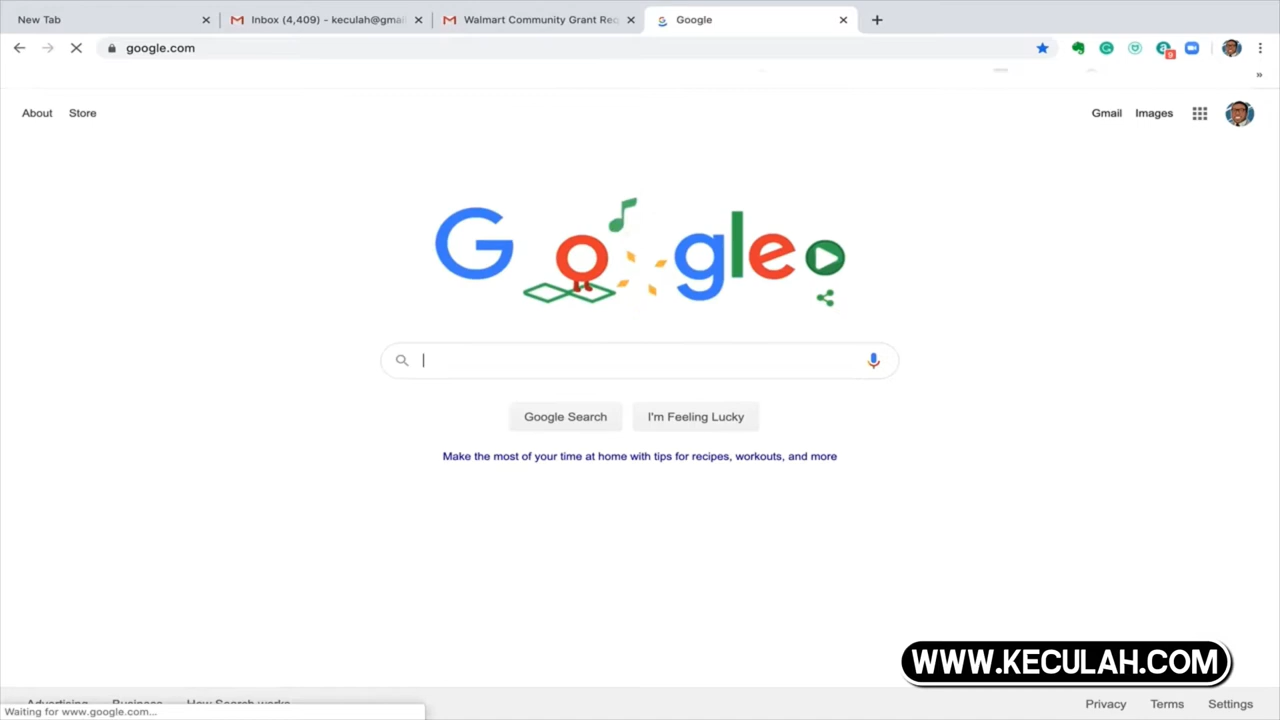 New Tab
Inbox (4,409) - keculah@gmai
Walmart Community Grant Rec
Google
google.com
9
»
About Store
Gmail Images
Google
Google Search I'm Feeling Lucky
Make the most of your time at home with tips for recipes, workouts, and more
WWW.KECULAH.COM
Advertising Business How Search works
Privacy Terms Settings
Waiting for www.google.com...